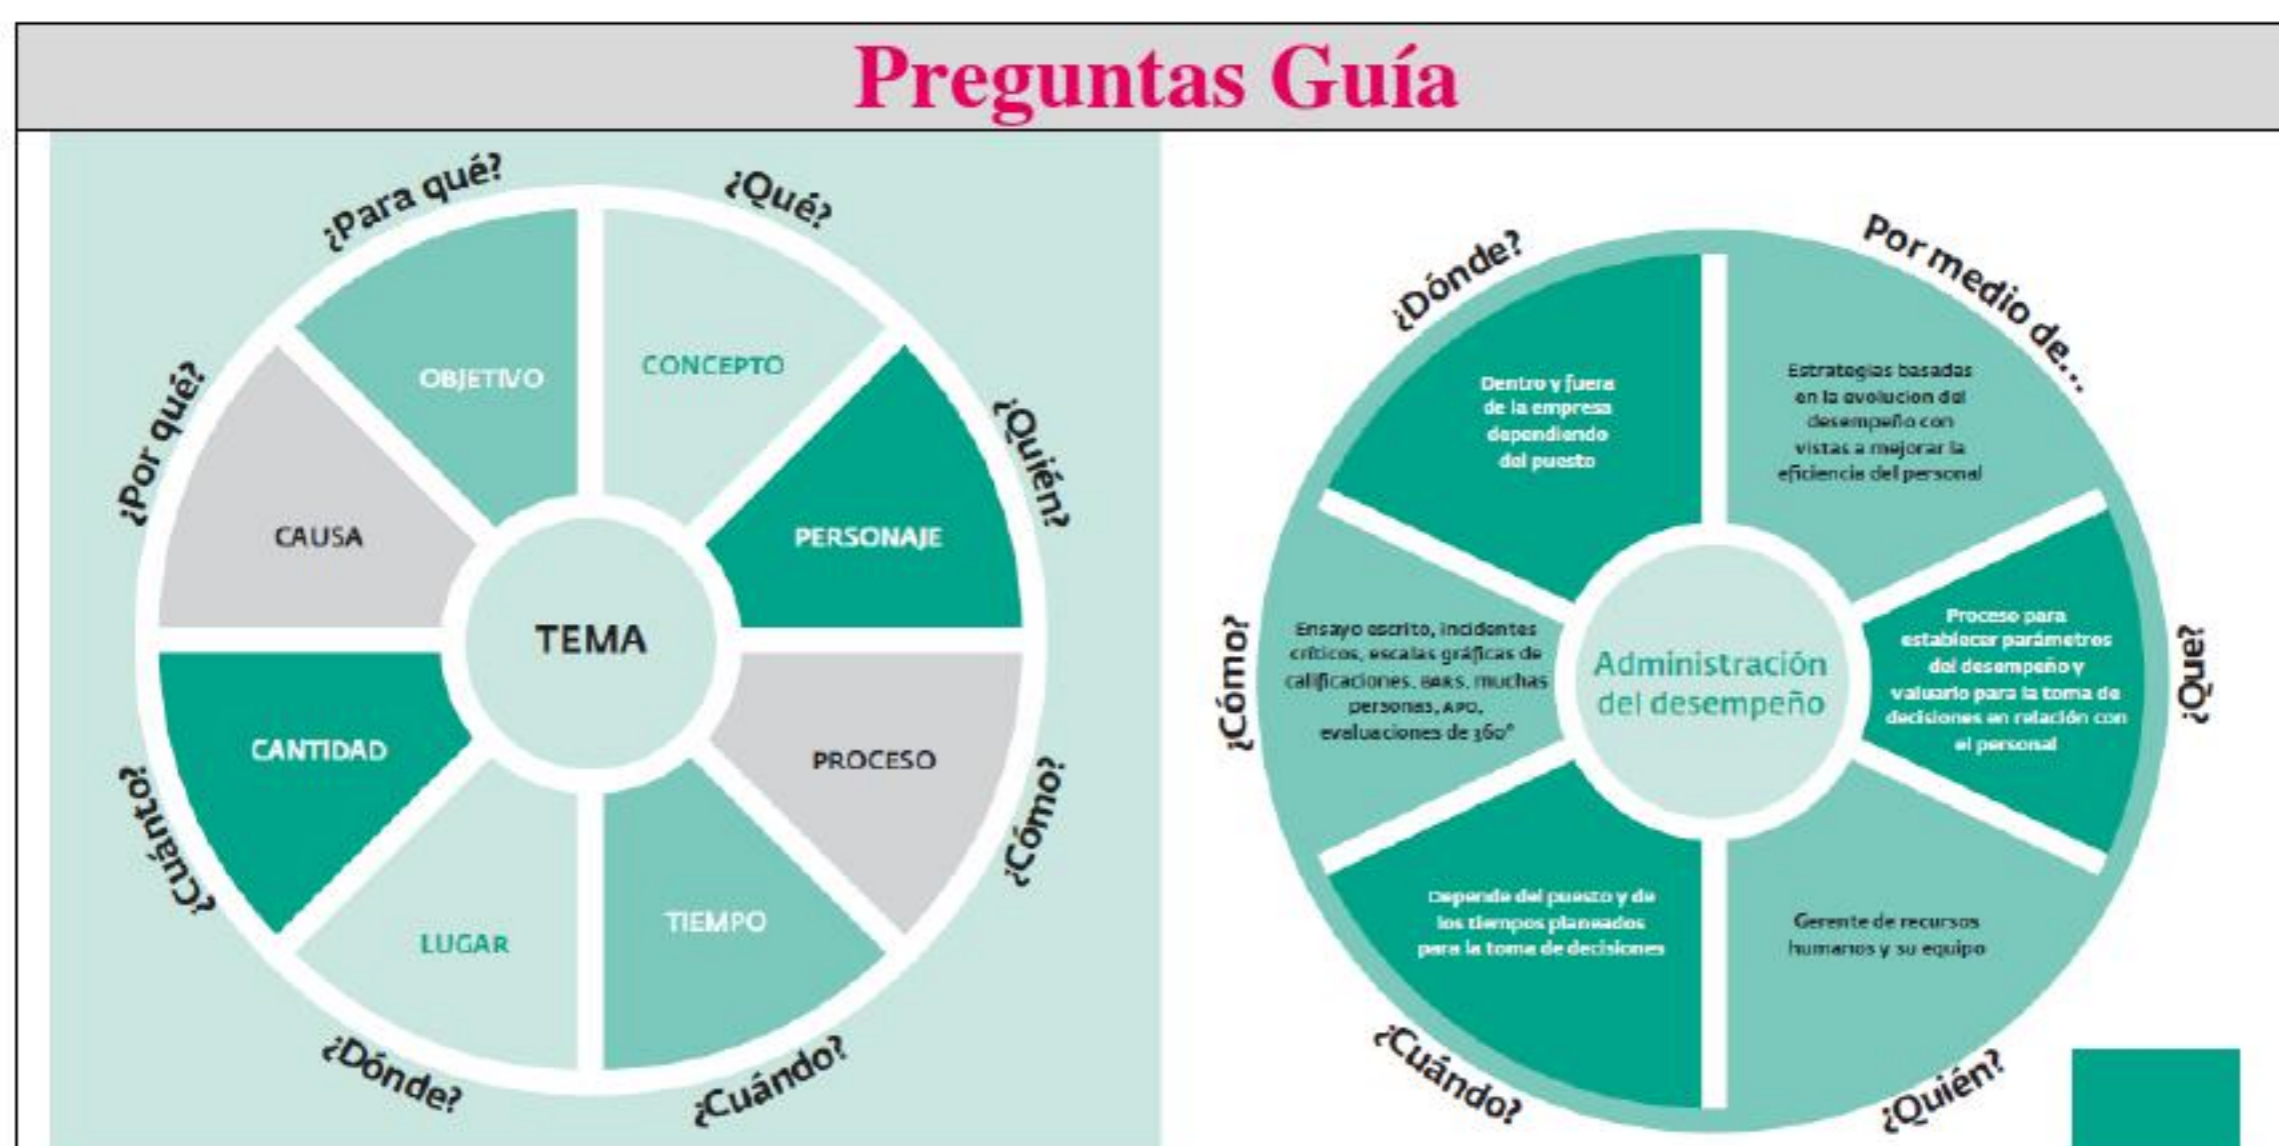 Preguntas Guía
¿Para qué?
¿Qué?
¿Quién?
¿Cómo?
¿Cuándo?
¿Dónde?
¿Cuánto?
¿Por qué?
OBJETIVO
CONCEPTO
PERSONAJE
PROCESO
TIEMPO
LUGAR
CANTIDAD
CAUSA
TEMA
¿Dónde?
Dentro y fuera
de la empresa
dependiendo
del puesto
Por medio de...
Estrategias basadas
en la evolucion del
desempeño con
vistas a mejorar la
eficiencia del personal
¿Qué?
Proceso para
establecer parámetros
del desempeño y
valuarlo para la toma de
decisiones en relación con
el personal
¿Quién?
Gerente de recursos
humanos y su equipo
¿Cuándo?
Depende del puesto y de
los tiempos planeados
para la toma de decisiones
¿Cómo?
Ensayo escrito, incidentes
críticos, escalas gráficas de
calificaciones, BARS, muchas
personas, APO,
evaluaciones de 360°
Administración
del desempeño